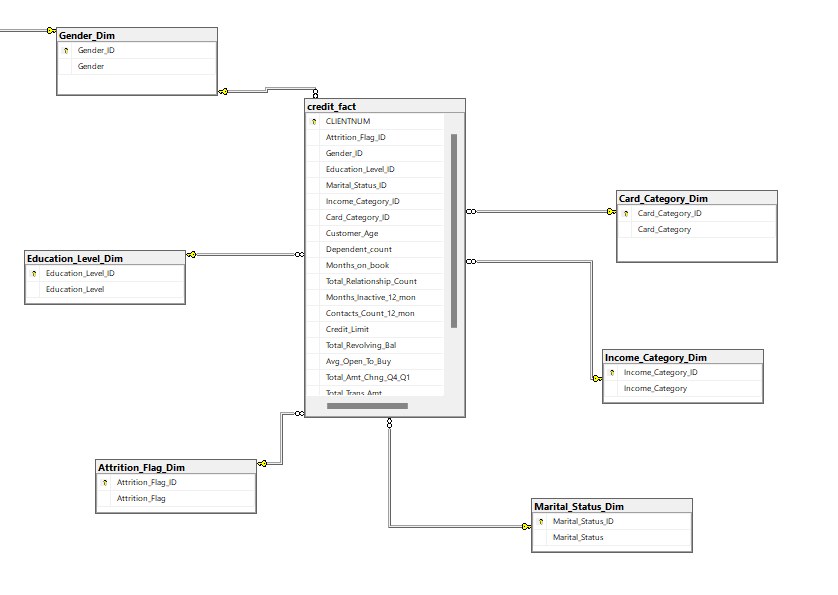 Gender_Dim
Gender_ID
Gender
credit_fact
CLIENTNUM
Attrition_Flag_ID
Gender_ID
Education_Level_ID
Marital_Status_ID
Income_Category_ID
Card_Category_ID
Customer_Age
Dependent_count
Months_on_book
Total_Relationship_Count
Months_Inactive_12_mon
Contacts_Count_12_mon
Credit_Limit
Total_Revolving_Bal
Avg_Open_To_Buy
Total_Amt_Chng_Q4_Q1
Total_Trans_Amt
Card_Category_Dim
Card_Category_ID
Card_Category
Education_Level_Dim
Education_Level_ID
Education_Level
Income_Category_Dim
Income_Category_ID
Income_Category
Attrition_Flag_Dim
Attrition_Flag_ID
Attrition_Flag
Marital_Status_Dim
Marital_Status_ID
Marital_Status